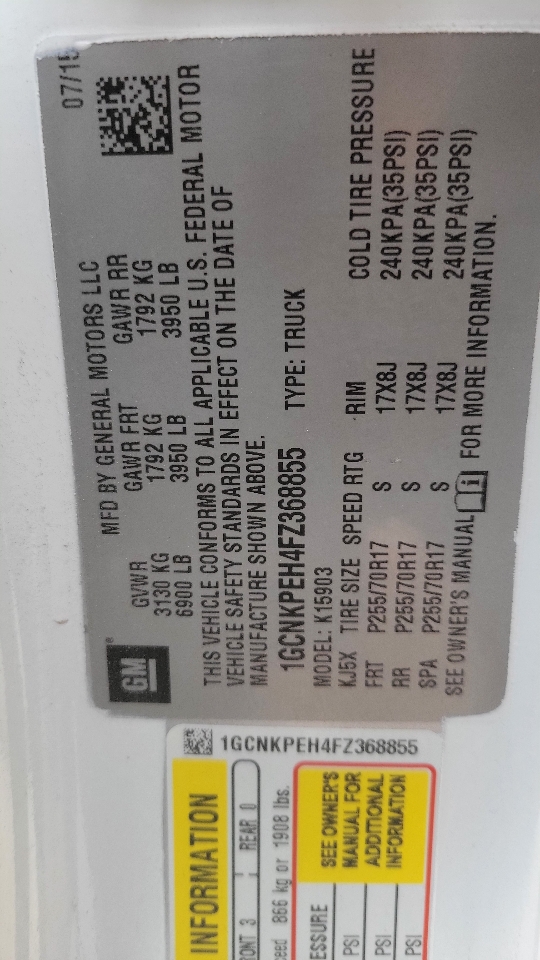 MFD BY GENERAL MOTORS LLC 07/15
GVWR GAWR FRT GAWR RR
3130 KG 1792 KG 1792 KG
6900 LB 3950 LB 3950 LB
GM
THIS VEHICLE CONFORMS TO ALL APPLICABLE U.S. FEDERAL MOTOR
VEHICLE SAFETY STANDARDS IN EFFECT ON THE DATE OF
MANUFACTURE SHOWN ABOVE.
1GCNKPEH4FZ368855 TYPE: TRUCK
MODEL: K15903
KJ5X TIRE SIZE SPEED RTG RIM COLD TIRE PRESSURE
FRT P255/70R17 S 17X8J 240KPA(35PSI)
RR P255/70R17 S 17X8J 240KPA(35PSI)
SPA P255/70R17 S 17X8J 240KPA(35PSI)
SEE OWNER'S MANUAL FOR MORE INFORMATION.
INFORMATION
1GCNKPEH4FZ368855
RONT 3 REAR 0
ceed 866 kg or 1908 lbs.
ESSURE
PSI
PSI
PSI
SEE OWNER'S
MANUAL FOR
ADDITIONAL
INFORMATION